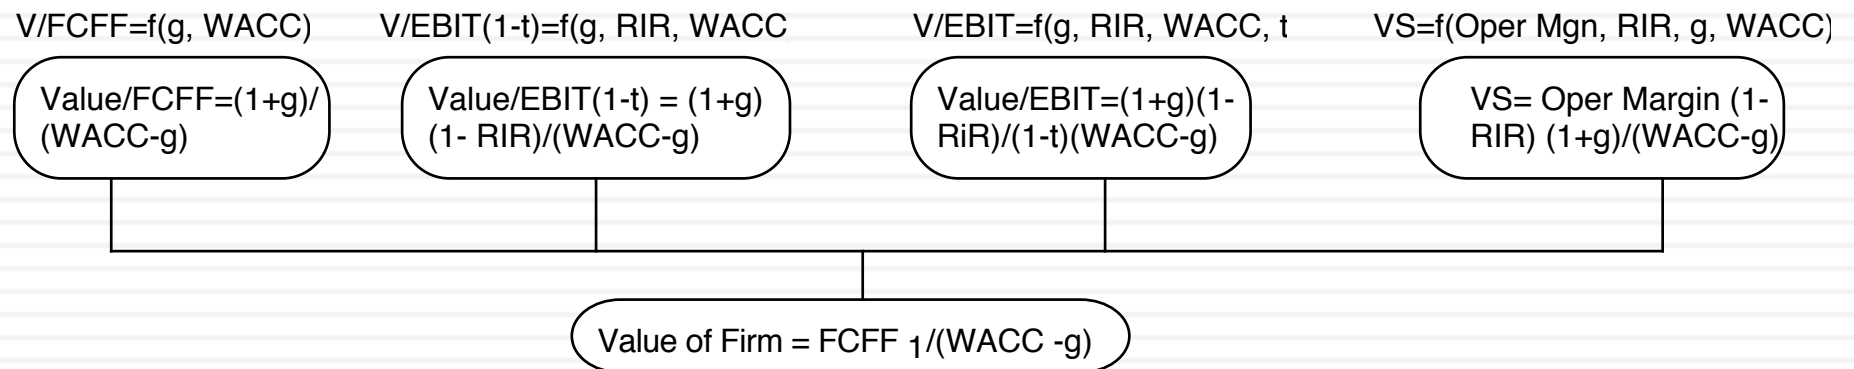 V/FCFF=f(g, WACC)
V/EBIT(1-t)=f(g, RIR, WACC
V/EBIT=f(g, RIR, WACC, t
VS=f(Oper Mgn, RIR, g, WACC)
Value/FCFF=(1+g)/
(WACC-g)
Value/EBIT(1-t) = (1+g)
(1- RIR)/(WACC-g)
Value/EBIT=(1+g)(1-
RiR)/(1-t)(WACC-g)
VS= Oper Margin (1-
RIR) (1+g)/(WACC-g)
Value of Firm = FCFF 1/(WACC -g)